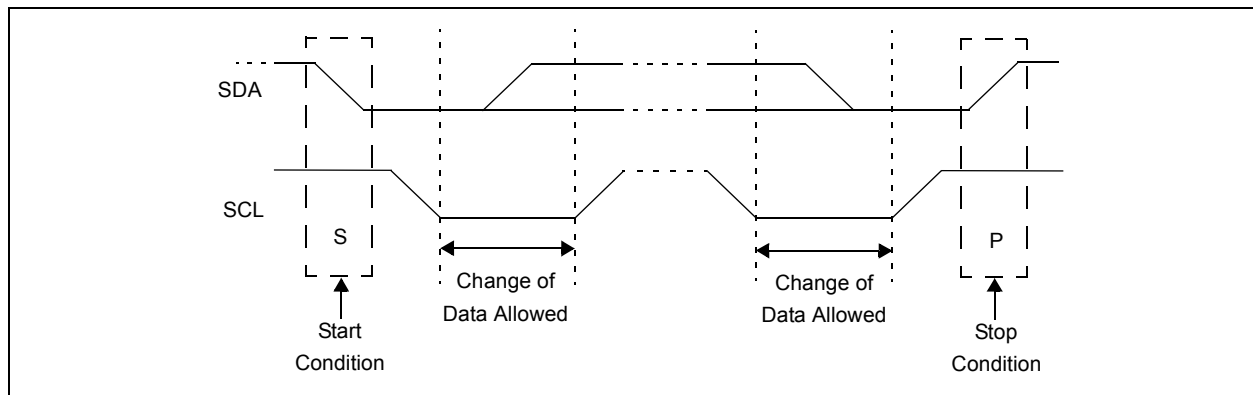 SDA
SCL
S
P
Change of
Data Allowed
Change of
Data Allowed
Start
Condition
Stop
Condition